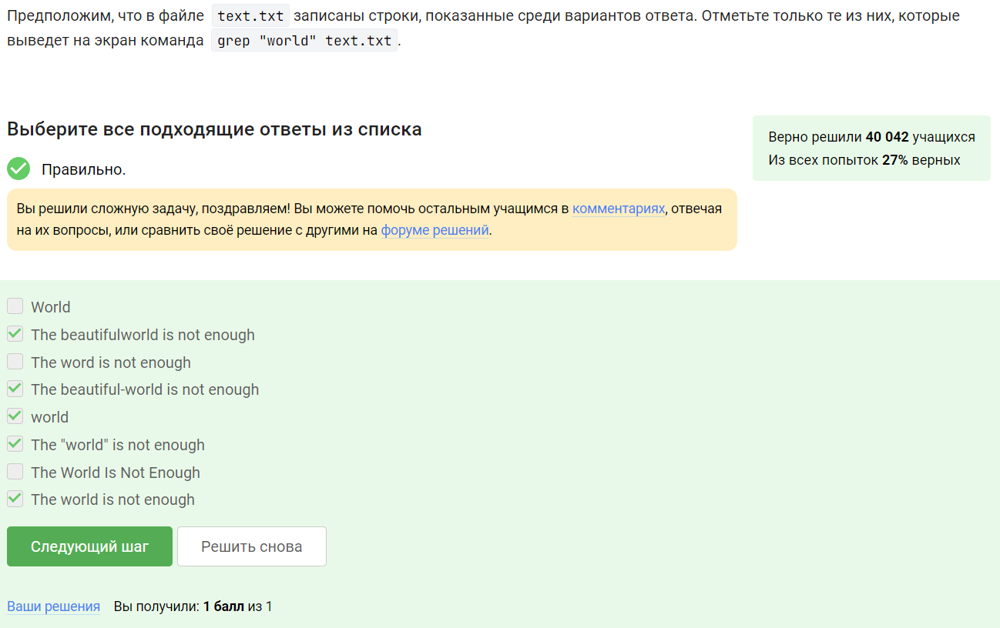 Предположим, что в файле text.txt записаны строки, показанные среди вариантов ответа. Отметьте только те из них, которые
выведет на экран команда grep "world" text.txt.
Выберите все подходящие ответы из списка
Верно решили 40 042 учащихся
Из всех попыток 27% верных
Правильно.
Вы решили сложную задачу, поздравляем! Вы можете помочь остальным учащимся в комментариях, отвечая
на их вопросы, или сравнить своё решение с другими на форуме решений.
World
The beautifulworld is not enough
The word is not enough
The beautiful-world is not enough
world
The "world" is not enough
The World Is Not Enough
The world is not enough
Следующий шаг
Решить снова
Ваши решения Вы получили: 1 балл из 1